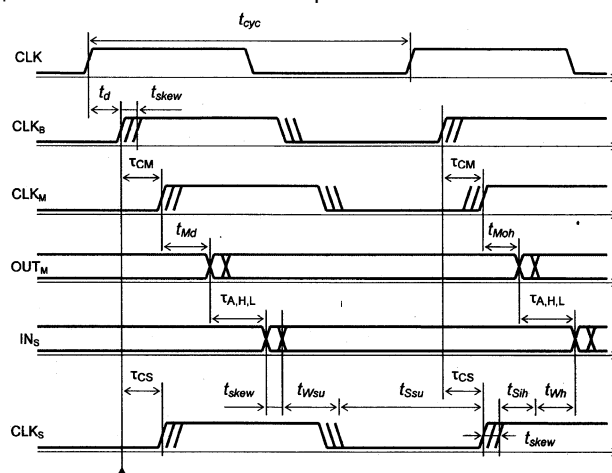 t_cyc
CLK
t_d t_skew
CLK_B
τ_CM τ_CM
CLK_M
t_Md t_Moh
OUT_M
τ_A,H,L τ_A,H,L
IN_S
τ_CS t_skew t_Wsu t_Ssu τ_CS t_Sih t_Wh
CLK_S
t_skew